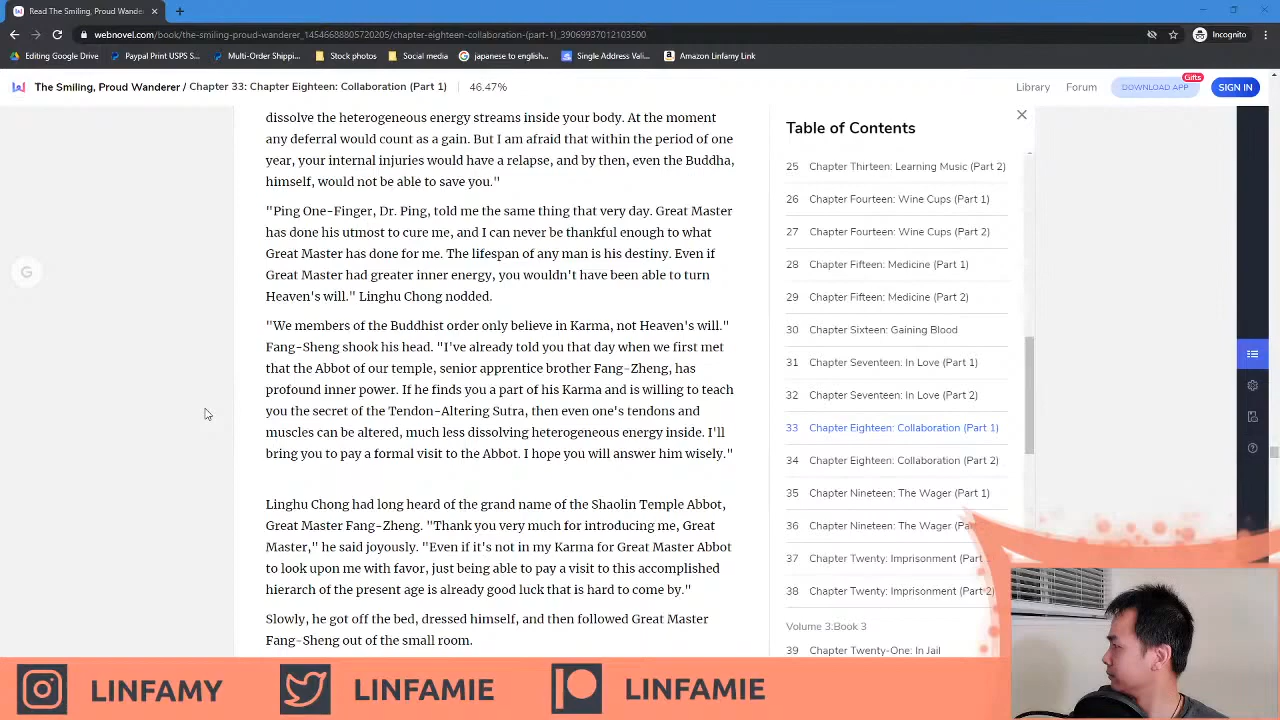 Read The Smiling, Proud Wande
Incognito
webnovel.com/book/the-smiling-proud-wanderer_14546688805720205/chapter-eighteen-collaboration-(part-1)_39069937012103500
Editing Google Drive
Paypal Print USPS S...
Multi-Order Shippi...
Stock photos
Social media
japanese to english...
Single Address Vali...
Amazon Linfamy Link
The Smiling, Proud Wanderer / Chapter 33: Chapter Eighteen: Collaboration (Part 1)
46.47%
Library
Forum
DOWNLOAD APP
Gifts
SIGN IN
dissolve the heterogeneous energy streams inside your body. At the moment
any deferral would count as a gain. But I am afraid that within the period of one
year, your internal injuries would have a relapse, and by then, even the Buddha,
himself, would not be able to save you."
"Ping One-Finger, Dr. Ping, told me the same thing that very day. Great Master
has done his utmost to cure me, and I can never be thankful enough to what
Great Master has done for me. The lifespan of any man is his destiny. Even if
Great Master had greater inner energy, you wouldn't have been able to turn
Heaven's will." Linghu Chong nodded.
"We members of the Buddhist order only believe in Karma, not Heaven's will."
Fang-Sheng shook his head. "I've already told you that day when we first met
that the Abbot of our temple, senior apprentice brother Fang-Zheng, has
profound inner power. If he finds you a part of his Karma and is willing to teach
you the secret of the Tendon-Altering Sutra, then even one's tendons and
muscles can be altered, much less dissolving heterogeneous energy inside. I'll
bring you to pay a formal visit to the Abbot. I hope you will answer him wisely."
Linghu Chong had long heard of the grand name of the Shaolin Temple Abbot,
Great Master Fang-Zheng. "Thank you very much for introducing me, Great
Master," he said joyously. "Even if it's not in my Karma for Great Master Abbot
to look upon me with favor, just being able to pay a visit to this accomplished
hierarch of the present age is already good luck that is hard to come by."
Slowly, he got off the bed, dressed himself, and then followed Great Master
Fang-Sheng out of the small room.
Table of Contents
25 Chapter Thirteen: Learning Music (Part 2)
26 Chapter Fourteen: Wine Cups (Part 1)
27 Chapter Fourteen: Wine Cups (Part 2)
28 Chapter Fifteen: Medicine (Part 1)
29 Chapter Fifteen: Medicine (Part 2)
30 Chapter Sixteen: Gaining Blood
31 Chapter Seventeen: In Love (Part 1)
32 Chapter Seventeen: In Love (Part 2)
33 Chapter Eighteen: Collaboration (Part 1)
34 Chapter Eighteen: Collaboration (Part 2)
35 Chapter Nineteen: The Wager (Part 1)
36 Chapter Nineteen: The Wager (Pa
37 Chapter Twenty: Imprisonment (Part
38 Chapter Twenty: Imprisonment (Part 2)
Volume 3:Book 3
39 Chapter Twenty-One: In Jail
LINFAMY
LINFAMIE
LINFAMIE